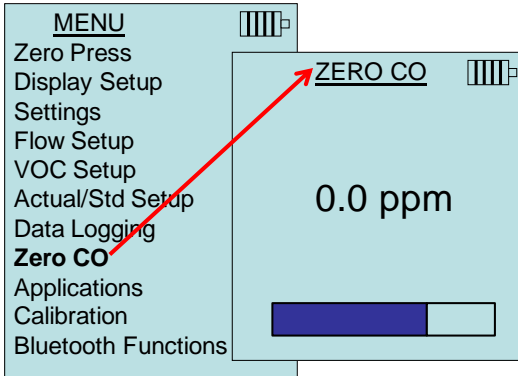 MENU
Zero Press
Display Setup
Settings
Flow Setup
VOC Setup
Actual/Std Setup
Data Logging
Zero CO
Applications
Calibration
Bluetooth Functions
ZERO CO
0.0 ppm